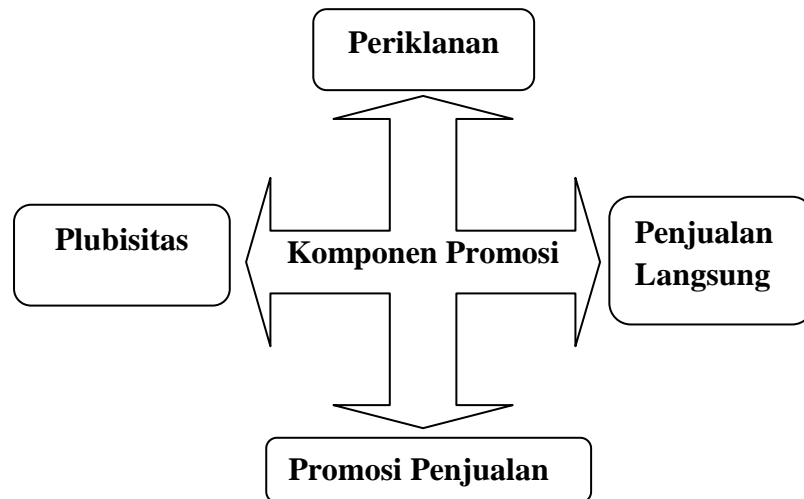 Periklanan
Plubisitas
Komponen Promosi
Penjualan
Langsung
Promosi Penjualan